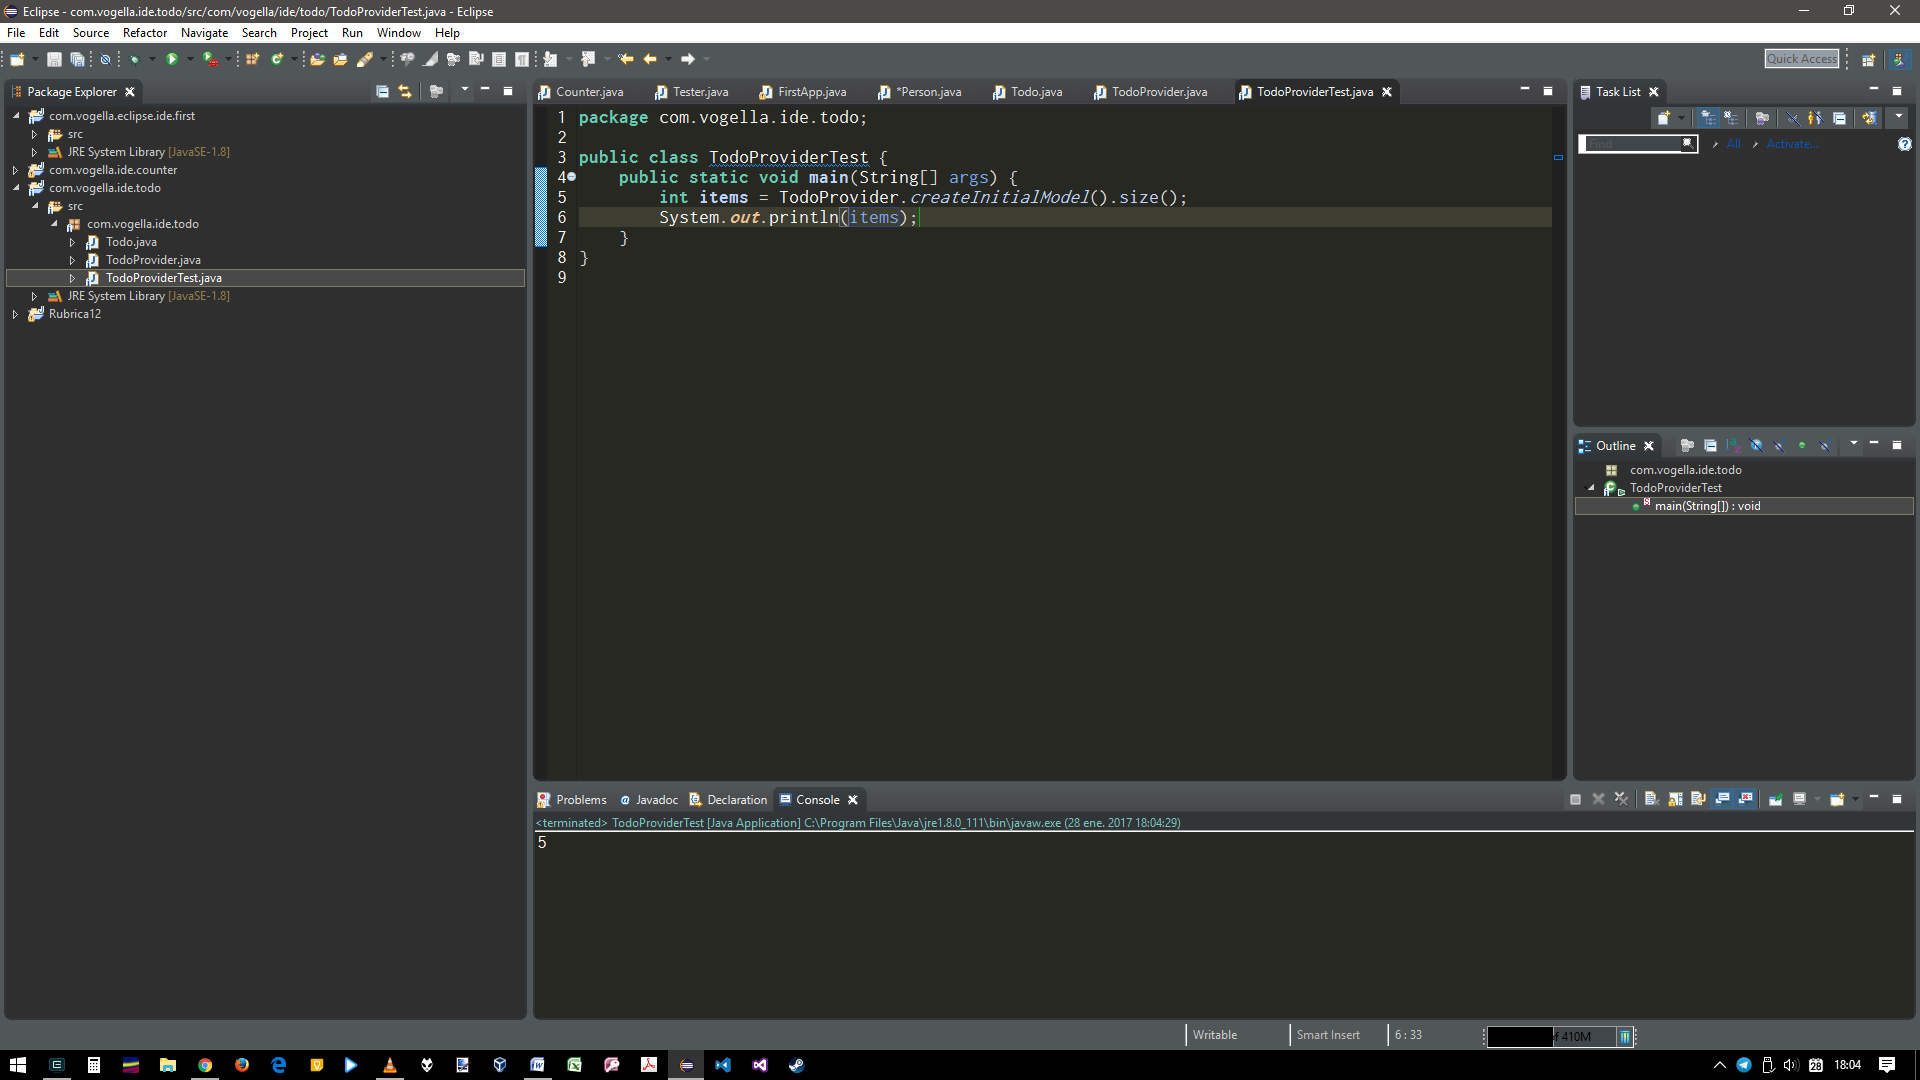 Eclipse - com.vogella.ide.todo/src/com/vogella/ide/todo/TodoProviderTest.java - Eclipse
File Edit Source Refactor Navigate Search Project Run Window Help
Quick Access
Package Explorer
com.vogella.eclipse.ide.first
src
JRE System Library [JavaSE-1.8]
com.vogella.ide.counter
com.vogella.ide.todo
src
com.vogella.ide.todo
Todo.java
TodoProvider.java
TodoProviderTest.java
JRE System Library [JavaSE-1.8]
Rubrica12
Counter.java Tester.java FirstApp.java *Person.java Todo.java TodoProvider.java TodoProviderTest.java
1 package com.vogella.ide.todo;
2
3 public class TodoProviderTest {
4 public static void main(String[] args) {
5 int items = TodoProvider.createInitialModel().size();
6 System.out.println(items);
7 }
8 }
9
Task List
Find All Activate...
Outline
com.vogella.ide.todo
TodoProviderTest
main(String[]) : void
Problems Javadoc Declaration Console
<terminated> TodoProviderTest [Java Application] C:\Program Files\Java\jre1.8.0_111\bin\javaw.exe (28 ene. 2017 18:04:29)
5
Writable Smart Insert 6 : 33 of 410M
28 18:04